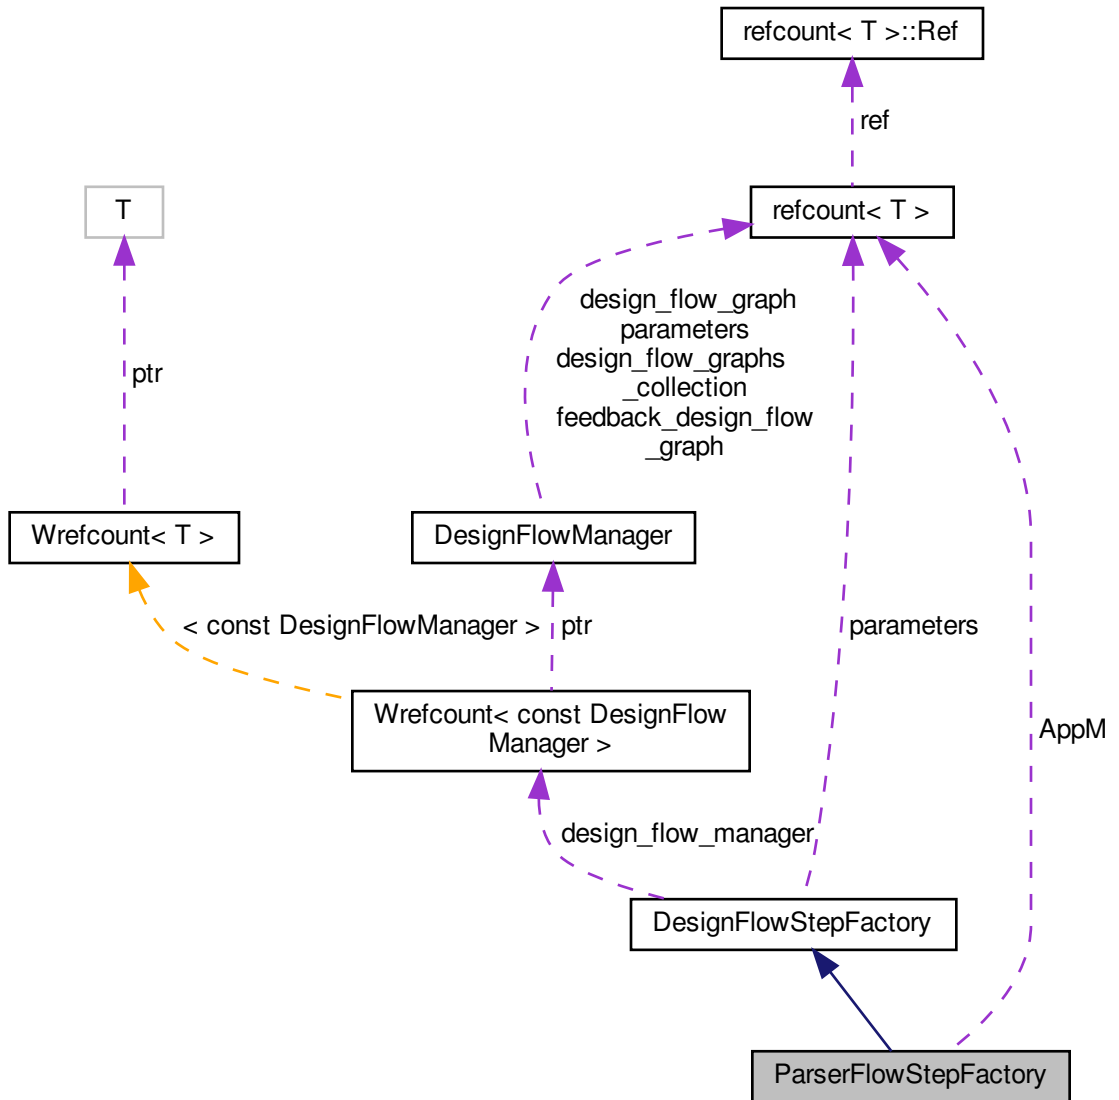 refcount< T >::Ref
ref
T
refcount< T >
design_flow_graph
parameters
design_flow_graphs
_collection
feedback_design_flow
_graph
ptr
Wrefcount< T >
DesignFlowManager
< const DesignFlowManager >
ptr
parameters
Wrefcount< const DesignFlow
Manager >
AppM
design_flow_manager
DesignFlowStepFactory
ParserFlowStepFactory